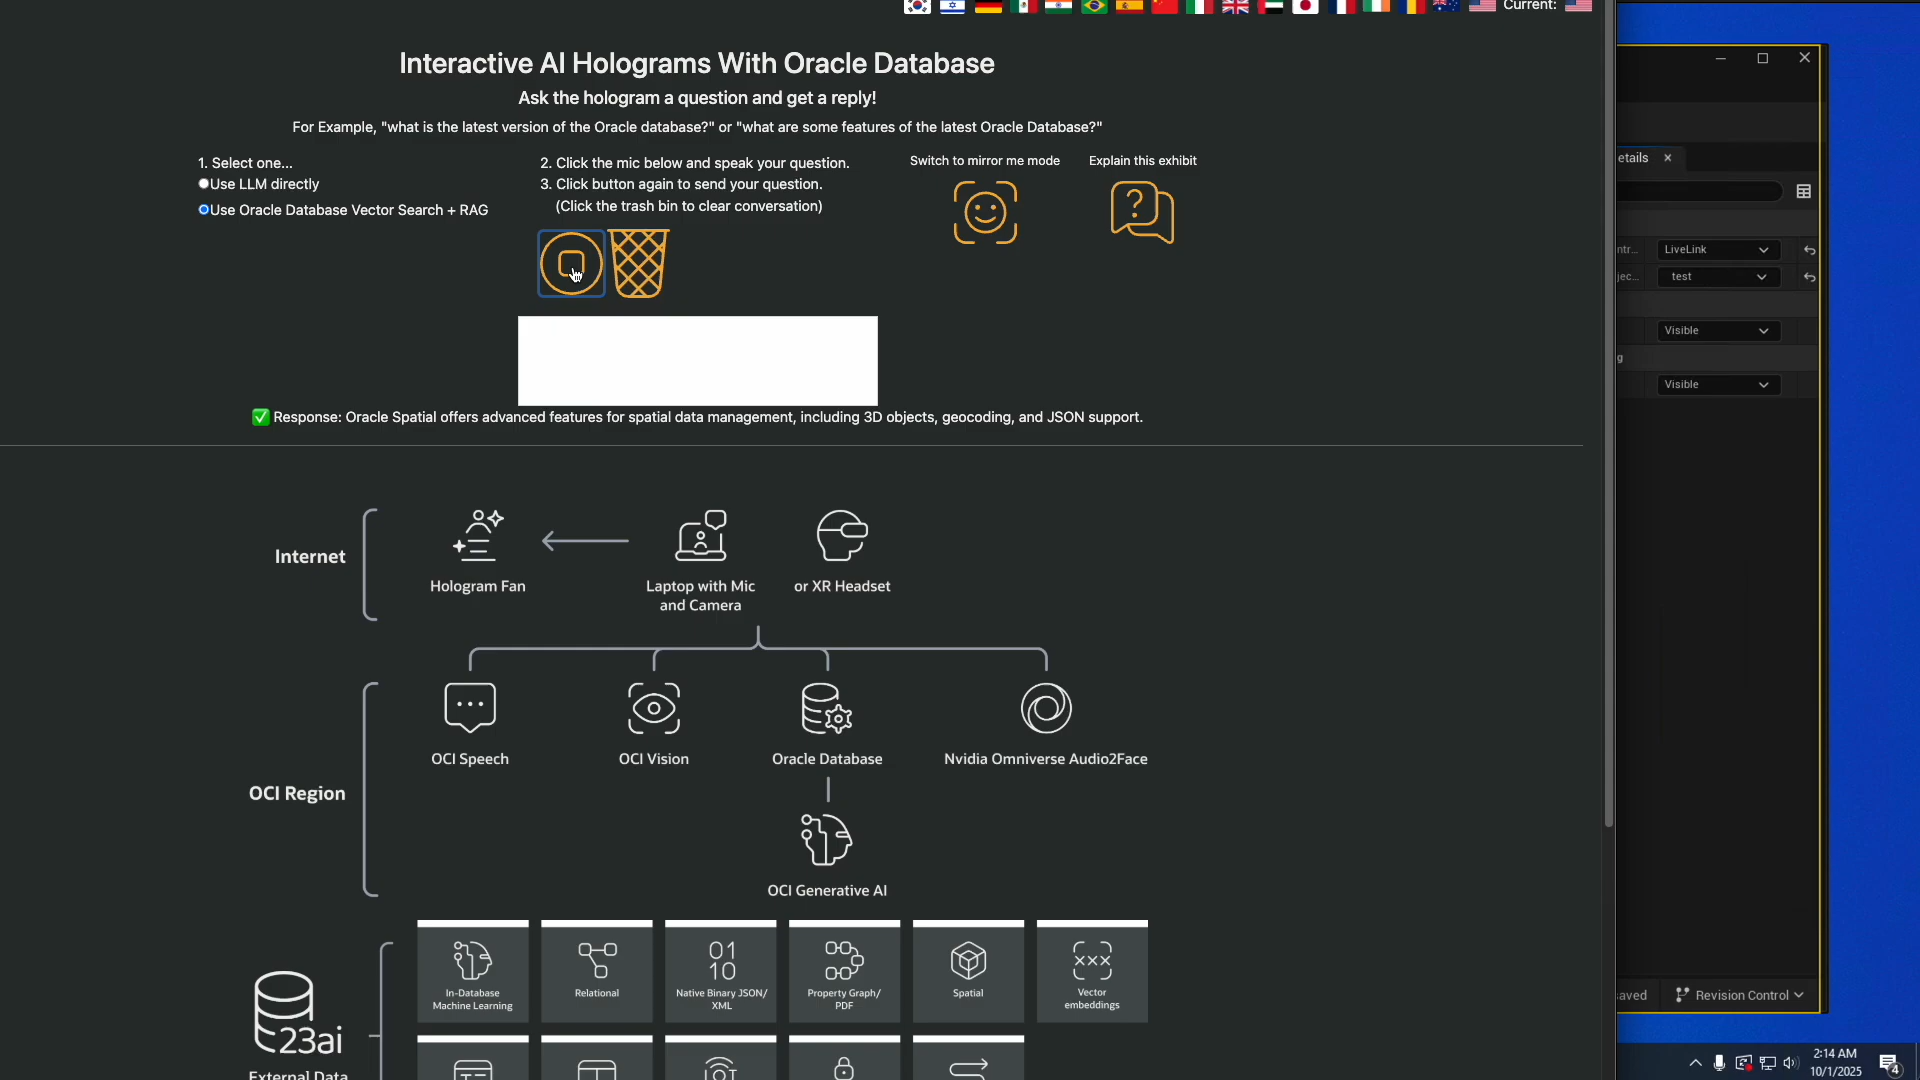 Current:
Interactive AI Holograms With Oracle Database
Ask the hologram a question and get a reply!
For Example, "what is the latest version of the Oracle database?" or "what are some features of the latest Oracle Database?"
1. Select one...
Use LLM directly
Use Oracle Database Vector Search + RAG
2. Click the mic below and speak your question.
3. Click button again to send your question.
(Click the trash bin to clear conversation)
Switch to mirror me mode
Explain this exhibit
Response: Oracle Spatial offers advanced features for spatial data management, including 3D objects, geocoding, and JSON support.
Internet
Hologram Fan
Laptop with Mic
and Camera
or XR Headset
OCI Region
OCI Speech
OCI Vision
Oracle Database
Nvidia Omniverse Audio2Face
OCI Generative AI
23ai
External Data
In-Database
Machine Learning
Relational
01
10
Native Binary JSON/
XML
Property Graph/
PDF
Spatial
xxx
Vector
embeddings
etails
ntr...
LiveLink
jec...
test
Visible
g
Visible
aved
Revision Control
2:14 AM
10/1/2025
4